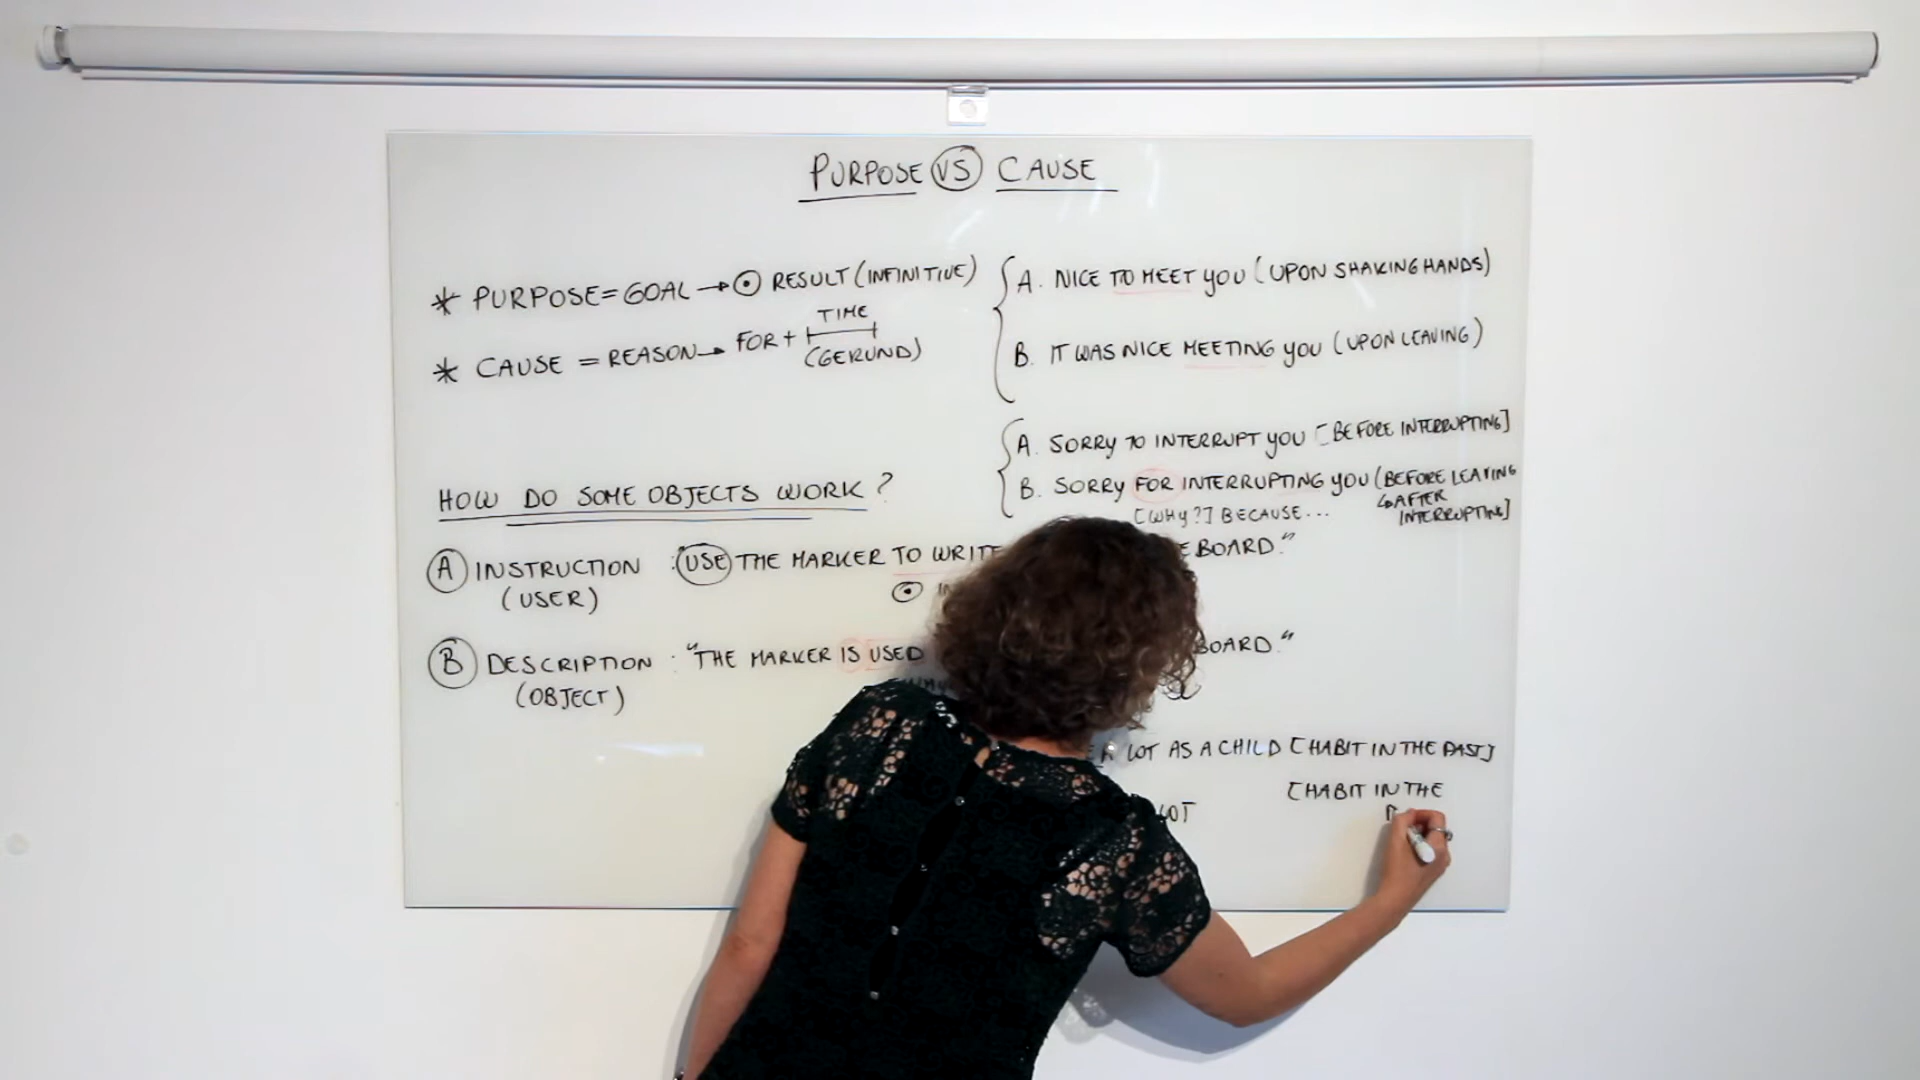 PURPOSE VS CAUSE
* PURPOSE = GOAL → RESULT (INFINITIVE)
* CAUSE = REASON → FOR + TIME (GERUND)
A. NICE TO MEET YOU (UPON SHAKING HANDS)
B. IT WAS NICE MEETING YOU (UPON LEAVING)
A. SORRY TO INTERRUPT YOU [BEFORE INTERRUPTING]
B. SORRY FOR INTERRUPTING YOU (BEFORE LEAVING
↳ AFTER
INTERRUPTING]
[WHY?] BECAUSE...
HOW DO SOME OBJECTS WORK?
A INSTRUCTION : USE THE MARKER TO WRITE BOARD."
(USER)
B DESCRIPTION : "THE MARKER IS USED BOARD."
(OBJECT)
LOT AS A CHILD [HABIT IN THE PAST]
LOT [HABIT IN THE